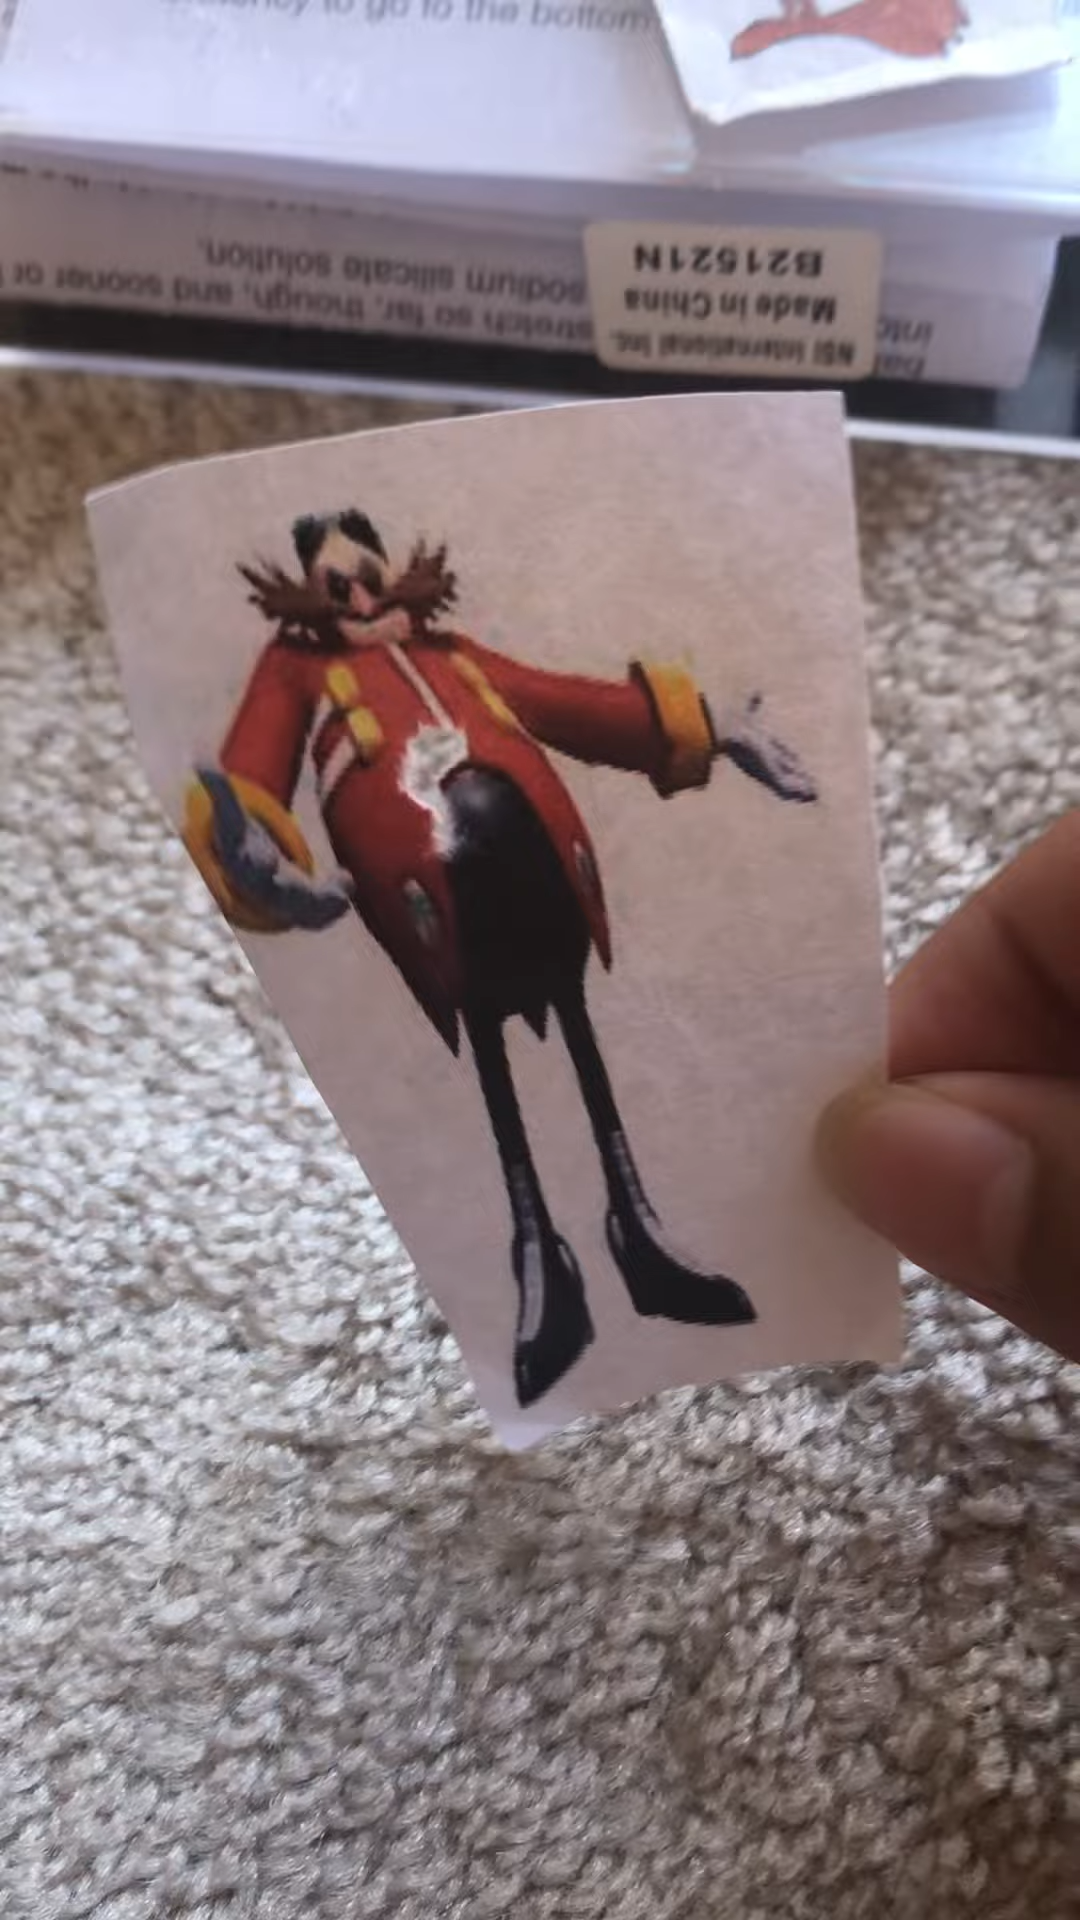 to go to the bottom
stretch so far, though, and sooner or
sodium silicate solution.
NSI International Inc.
Made in China
B21521N